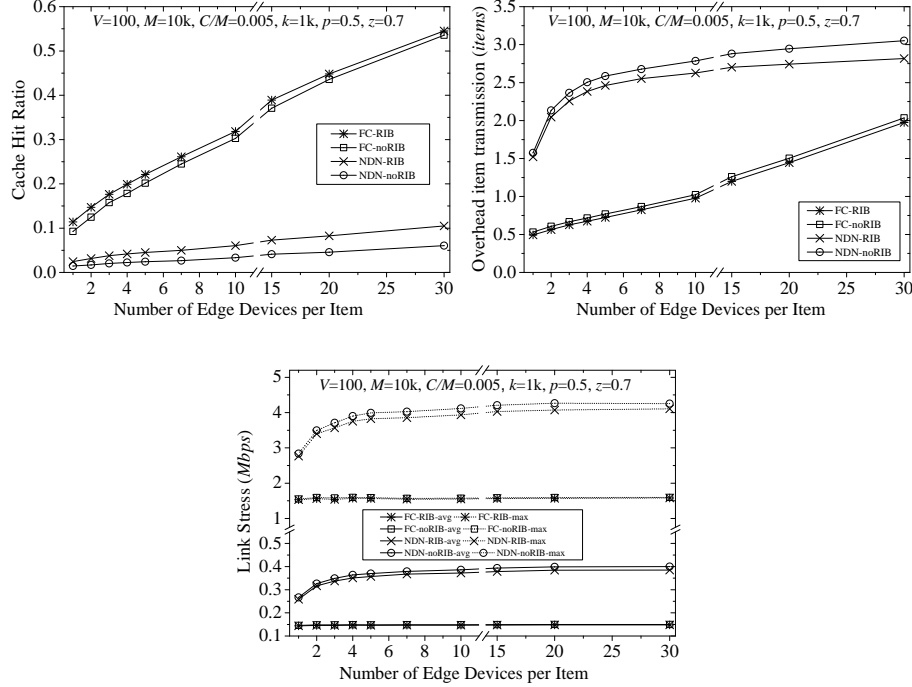 V=100, M=10k, C/M=0.005, k=1k, p=0.5, z=0.7
Cache Hit Ratio
0.6
0.5
0.4
0.3
0.2
0.1
0.0
FC-RIB
FC-noRIB
NDN-RIB
NDN-noRIB
2 4 6 8 10 15 20 25 30
Number of Edge Devices per Item
V=100, M=10k, C/M=0.005, k=1k, p=0.5, z=0.7
Overhead item transmission (items)
3.5
3.0
2.5
2.0
1.5
1.0
0.5
0.0
FC-RIB
FC-noRIB
NDN-RIB
NDN-noRIB
2 4 6 8 10 15 20 25 30
Number of Edge Devices per Item
V=100, M=10k, C/M=0.005, k=1k, p=0.5, z=0.7
Link Stress (Mbps)
5
4
3
2
1
0.5
0.4
0.3
0.2
0.1
FC-RIB-avg FC-RIB-max
FC-noRIB-avg FC-noRIB-max
NDN-RIB-avg NDN-RIB-max
NDN-noRIB-avg NDN-noRIB-max
2 4 6 8 10 15 20 25 30
Number of Edge Devices per Item